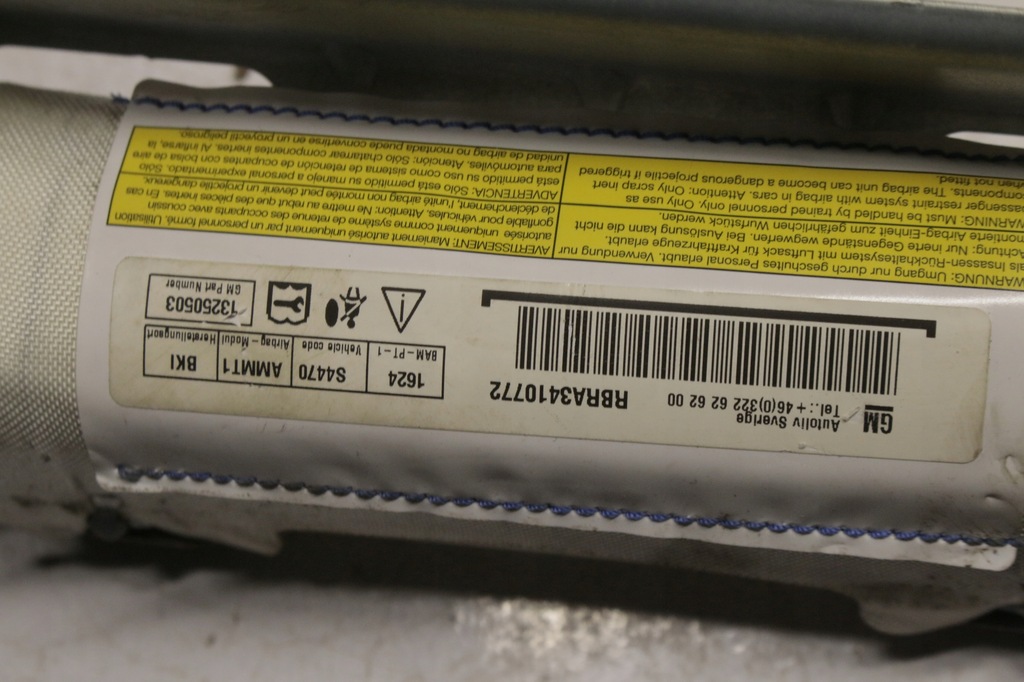 GM
Autoliv Sverige
Tel.: +46(0)322 62 62 00
RBRA3410772
1624 S4470 AMMT1 BKI
BAM-PT-1 Vehicle code Airbag-Modul Herstellungsort
13250503
GM Part Number
WARNUNG: Umgang nur durch geschultes Personal erlaubt. Verwendung nur
als Insassen-Rückhaltesystem mit Luftsack für Kraftfahrzeuge erlaubt.
Achtung: Nur inerte Gegenstände wegwerfen. Bei Auslösung kann die nicht
montierte Airbag-Einheit zum gefährlichen Wurfstück werden.
WARNING: Must be handled by trained personnel only. Only use as
passenger restraint system with airbag in cars. Attention: Only scrap inert
components. The airbag unit can become a dangerous projectile if triggered
when not fitted.
AVERTISSEMENT: Maniement autorisé uniquement par un personnel formé. Utilisation
autorisée uniquement comme système de retenue des occupants avec coussin
gonflable pour véhicules. Attention: Ne mettre au rebut que des pièces inertes. En cas
de déclenchement, l'unité airbag non montée peut devenir un projectile dangereux.
ADVERTENCIA: Sólo está permitido su manejo a personal experimentado. Sólo
está permitido su uso como sistema de retención de ocupantes con bolsa de aire
para automóviles. Atención: Sólo chatarrear componentes inertes. Al inflarse, la
unidad de airbag no montada puede convertirse en un proyectil peligroso.